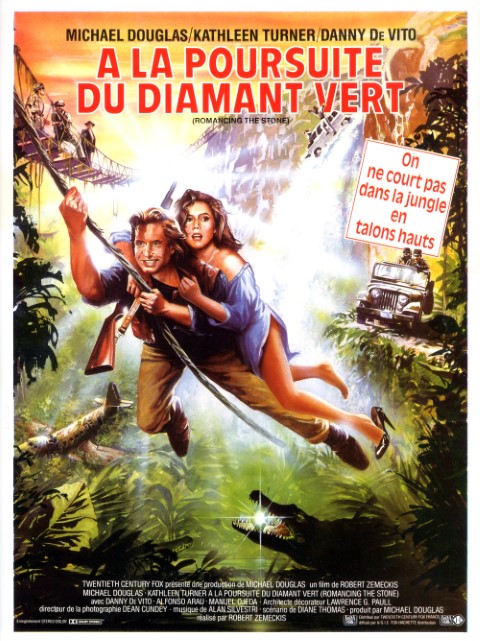 MICHAEL DOUGLAS/KATHLEEN TURNER/DANNY DE VITO
A LA POURSUITE
DU DIAMANT VERT
(ROMANCING THE STONE)
On
ne court pas
dans la jungle
en
talons hauts
TWENTIETH CENTURY FOX présente une production de MICHAEL DOUGLAS · un film de ROBERT ZEMECKIS
MICHAEL DOUGLAS · KATHLEEN TURNER A LA POURSUITE DU DIAMANT VERT (ROMANCING THE STONE)
avec DANNY DE VITO · ALFONSO ARAU · MANUEL OJEDA · Architecte décorateur LAWRENCE G. PAULL
directeur de la photographie DEAN CUNDEY · musique de ALAN SILVESTRI · scénario de DIANE THOMAS · produit par MICHAEL DOUGLAS
réalisé par ROBERT ZEMECKIS